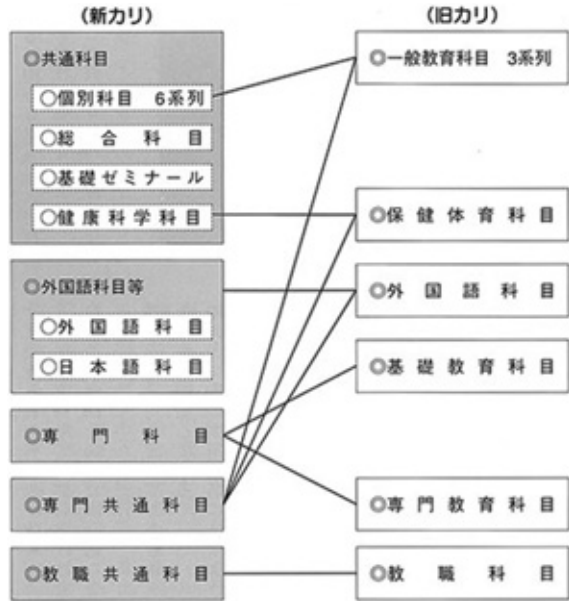 (新カリ)
◎共通科目
○個別科目 6系列
○総合科目
○基礎ゼミナール
○健康科学科目
◎外国語科目等
○外国語科目
○日本語科目
◎専門科目
◎専門共通科目
◎教職共通科目
(旧カリ)
◎一般教育科目 3系列
◎保健体育科目
◎外国語科目
◎基礎教育科目
◎専門教育科目
◎教職科目